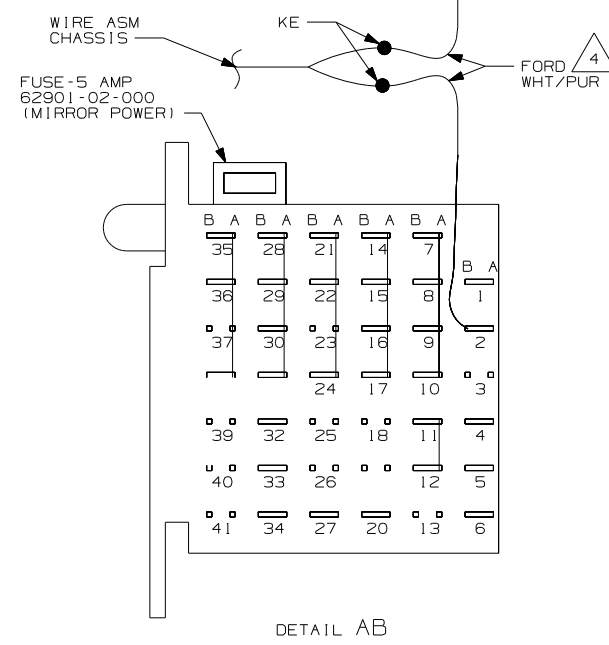 WIRE ASM
CHASSIS
KE
FORD
WHT/PUR
4
FUSE-5 AMP
62901-02-000
(MIRROR POWER)
B A B A B A B A B A
35 28 21 14 7
B A
36 29 22 15 8 1
37 30 23 16 9 2
24 17 10 3
39 32 25 18 11 4
40 33 26 12 5
41 34 27 20 13 6
DETAIL AB